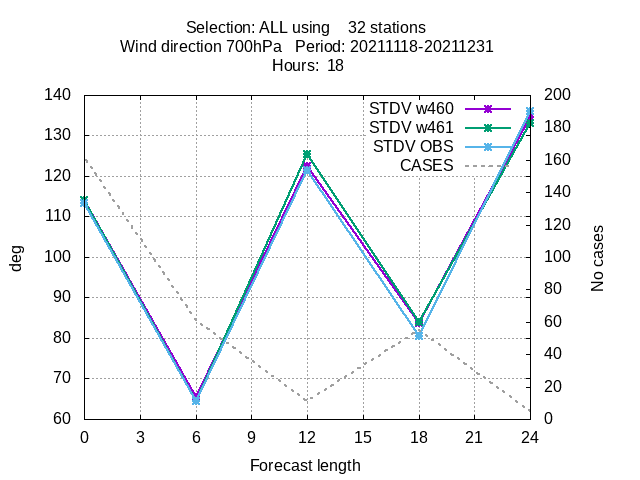 Selection: ALL using    32 stations
Wind direction 700hPa   Period: 20211118-20211231
Hours:  18
140
130
120
110
100
90
80
70
60
200
180
160
140
120
100
80
60
40
20
0
STDV w460
STDV w461
STDV OBS
CASES
deg
No cases
0 3 6 9 12 15 18 21 24
Forecast length